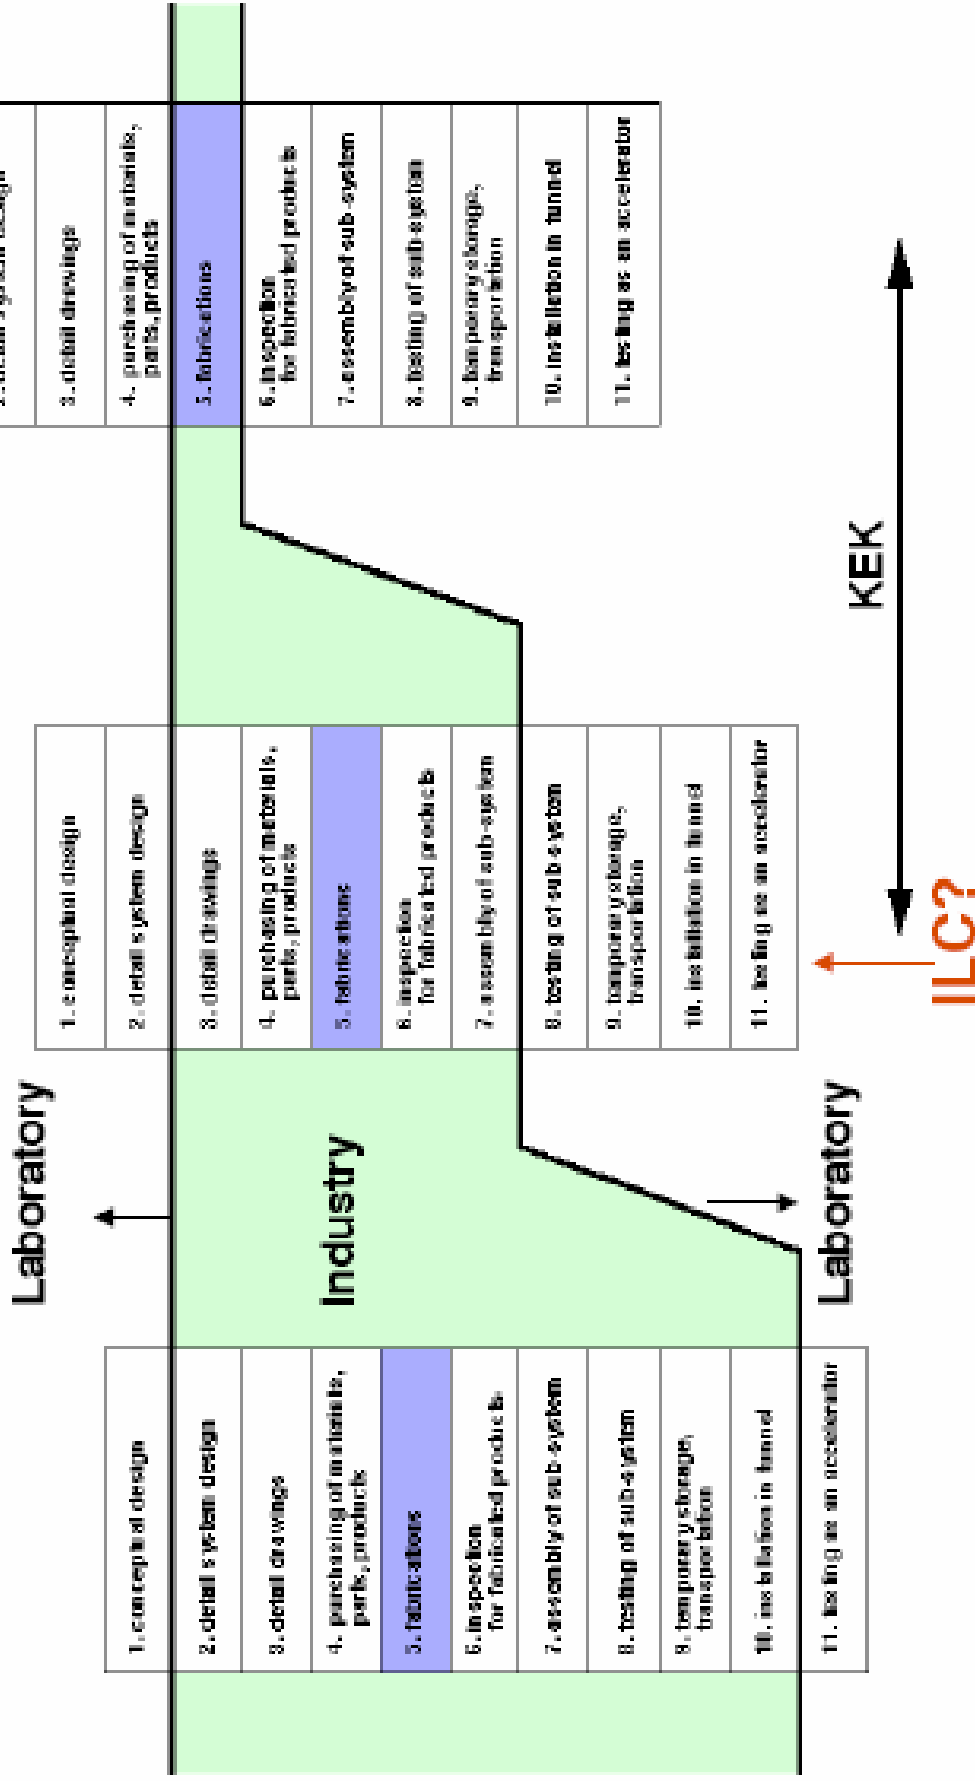 Laboratory
Industry
Laboratory
1. conceptual design
2. detail system design
3. detail drawings
4. purchasing of materials,
parts, products
5. fabrications
6. inspection
for fabricated products
7. assembly of sub-system
8. testing of sub-system
9. temporary storage,
transportation
10. installation in tunnel
11. testing as an accelerator
1. conceptual design
2. detail system design
3. detail drawings
4. purchasing of materials,
parts, products
5. fabrications
6. inspection
for fabricated products
7. assembly of sub-system
8. testing of sub-system
9. temporary storage,
transportation
10. installation in tunnel
11. testing as an accelerator
3. detail drawings
4. purchasing of materials,
parts, products
5. fabrications
6. inspection
for fabricated products
7. assembly of sub-system
8. testing of sub-system
9. temporary storage,
transportation
10. installation in tunnel
11. testing as an accelerator
KEK
ILC?